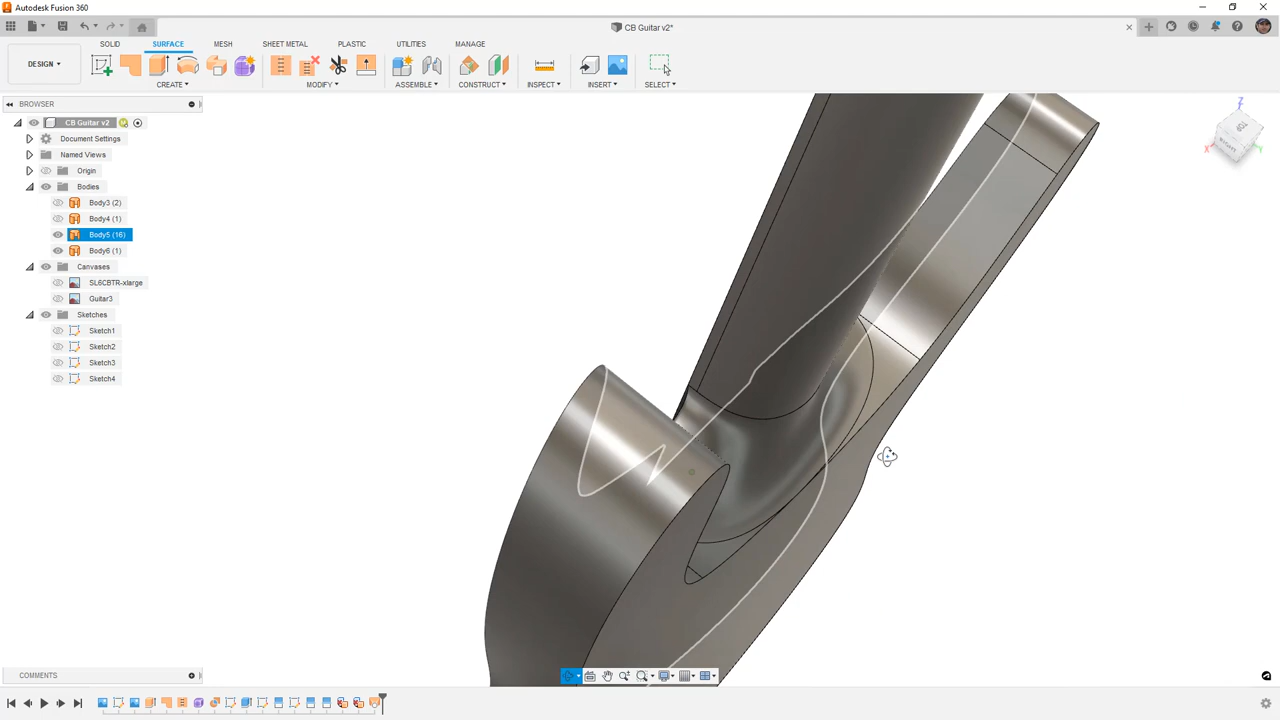 Autodesk Fusion 360
CB Guitar v2*
DESIGN
SOLID
SURFACE
MESH
SHEET METAL
PLASTIC
UTILITIES
MANAGE
CREATE
MODIFY
ASSEMBLE
CONSTRUCT
INSPECT
INSERT
SELECT
BROWSER
CB Guitar v2
Document Settings
Named Views
Origin
Bodies
Body3 (2)
Body4 (1)
Body5 (16)
Body6 (1)
Canvases
SL6CBTR-xlarge
Guitar3
Sketches
Sketch1
Sketch2
Sketch3
Sketch4
Z
X
Y
COMMENTS